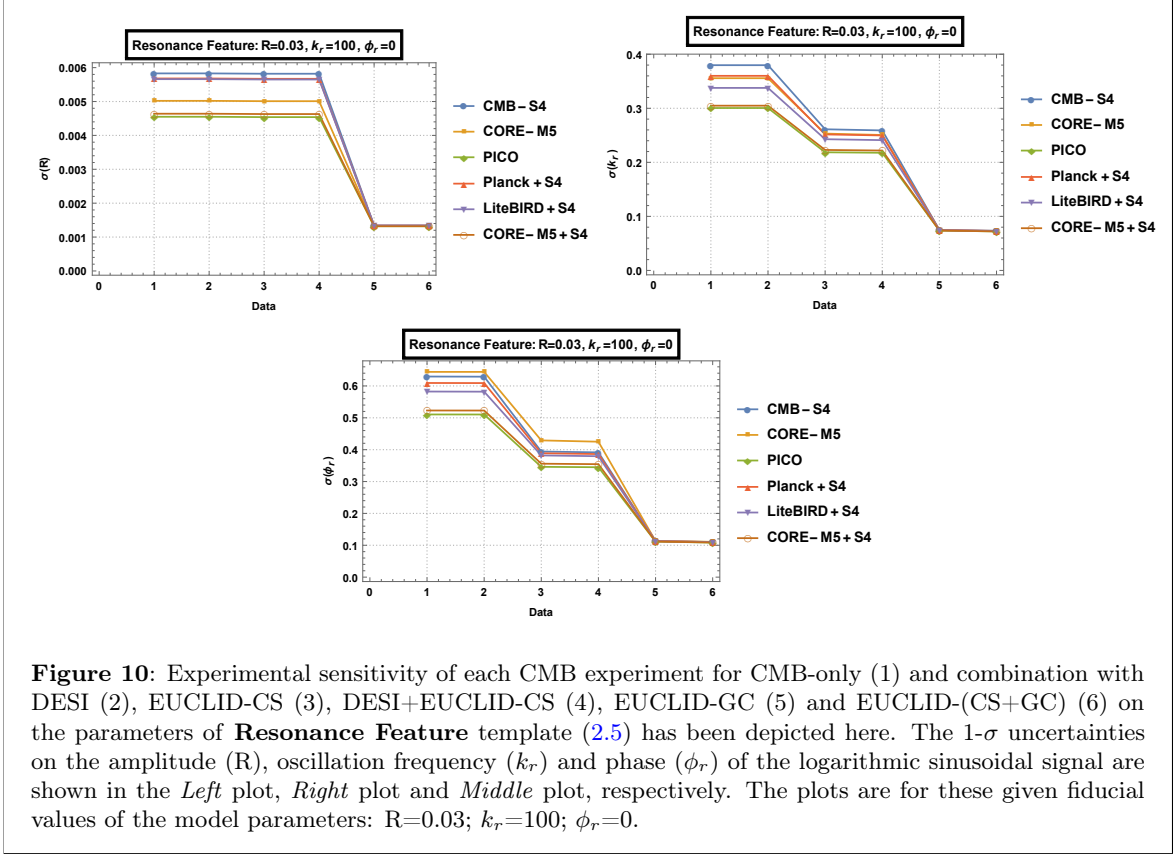 Resonance Feature: R=0.03, k_r=100, ϕ_r=0
0.006
0.005
0.004
0.003
0.002
0.001
0.000
σ(R)
0 1 2 3 4 5 6
Data
CMB-S4
CORE-M5
PICO
Planck + S4
LiteBIRD + S4
CORE-M5 + S4
Resonance Feature: R=0.03, k_r=100, ϕ_r=0
0.4
0.3
0.2
0.1
0.0
σ(k_r)
0 1 2 3 4 5 6
Data
CMB-S4
CORE-M5
PICO
Planck + S4
LiteBIRD + S4
CORE-M5 + S4
Resonance Feature: R=0.03, k_r=100, ϕ_r=0
0.6
0.5
0.4
0.3
0.2
0.1
0.0
σ(ϕ_r)
0 1 2 3 4 5 6
Data
CMB-S4
CORE-M5
PICO
Planck + S4
LiteBIRD + S4
CORE-M5 + S4
Figure 10: Experimental sensitivity of each CMB experiment for CMB-only (1) and combination with
DESI (2), EUCLID-CS (3), DESI+EUCLID-CS (4), EUCLID-GC (5) and EUCLID-(CS+GC) (6) on
the parameters of Resonance Feature template (2.5) has been depicted here. The 1-σ uncertainties
on the amplitude (R), oscillation frequency (k_r) and phase (ϕ_r) of the logarithmic sinusoidal signal are
shown in the Left plot, Right plot and Middle plot, respectively. The plots are for these given fiducial
values of the model parameters: R=0.03; k_r=100; ϕ_r=0.